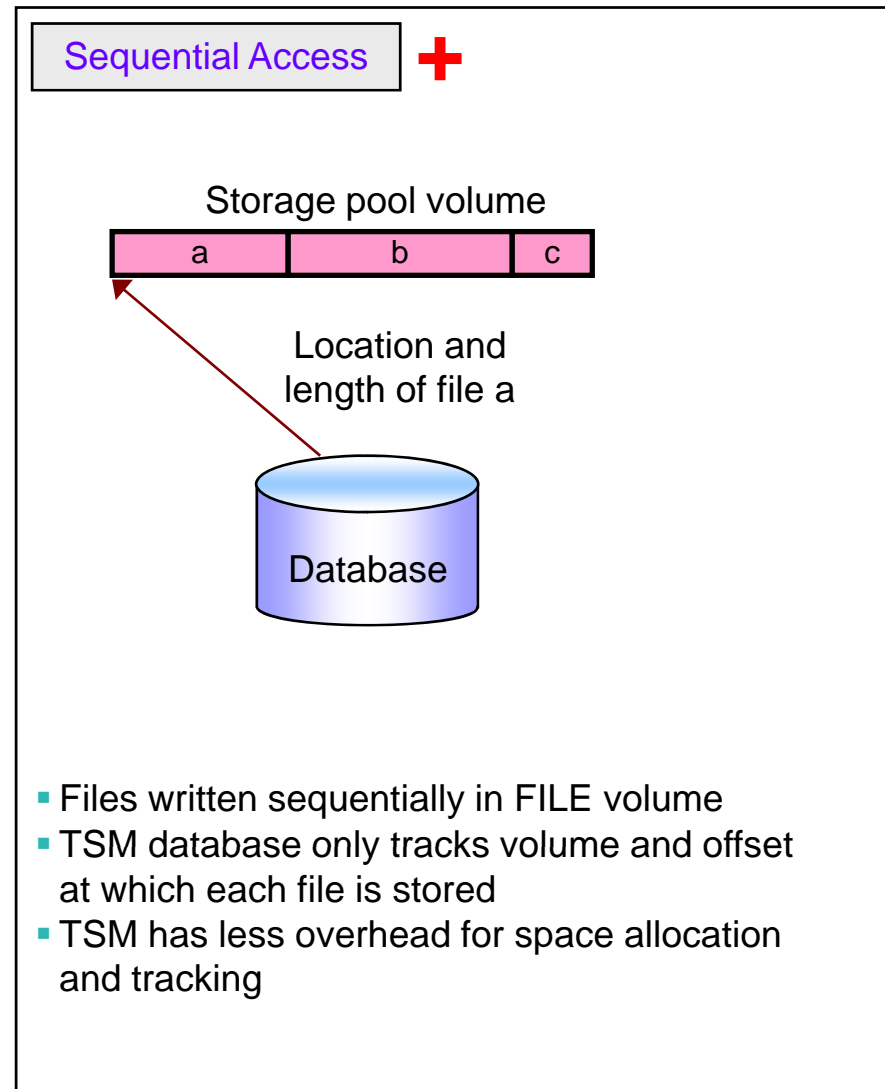 Sequential Access +
Storage pool volume
a b c
Location and
length of file a
Database
▪ Files written sequentially in FILE volume
▪ TSM database only tracks volume and offset
at which each file is stored
▪ TSM has less overhead for space allocation
and tracking